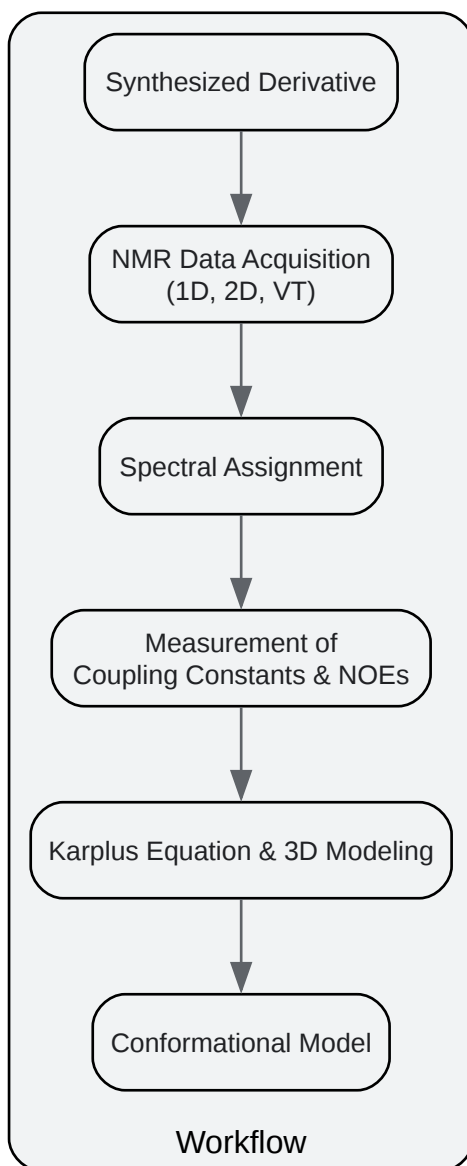 Synthesized Derivative
NMR Data Acquisition
(1D, 2D, VT)
Spectral Assignment
Measurement of
Coupling Constants & NOEs
Karplus Equation & 3D Modeling
Conformational Model
Workflow